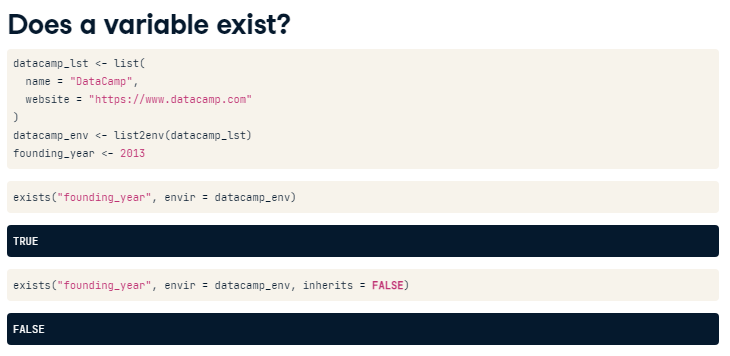 Does a variable exist?
datacamp_lst <- list(
  name = "DataCamp",
  website = "https://www.datacamp.com"
)
datacamp_env <- list2env(datacamp_lst)
founding_year <- 2013
exists("founding_year", envir = datacamp_env)
TRUE
exists("founding_year", envir = datacamp_env, inherits = FALSE)
FALSE